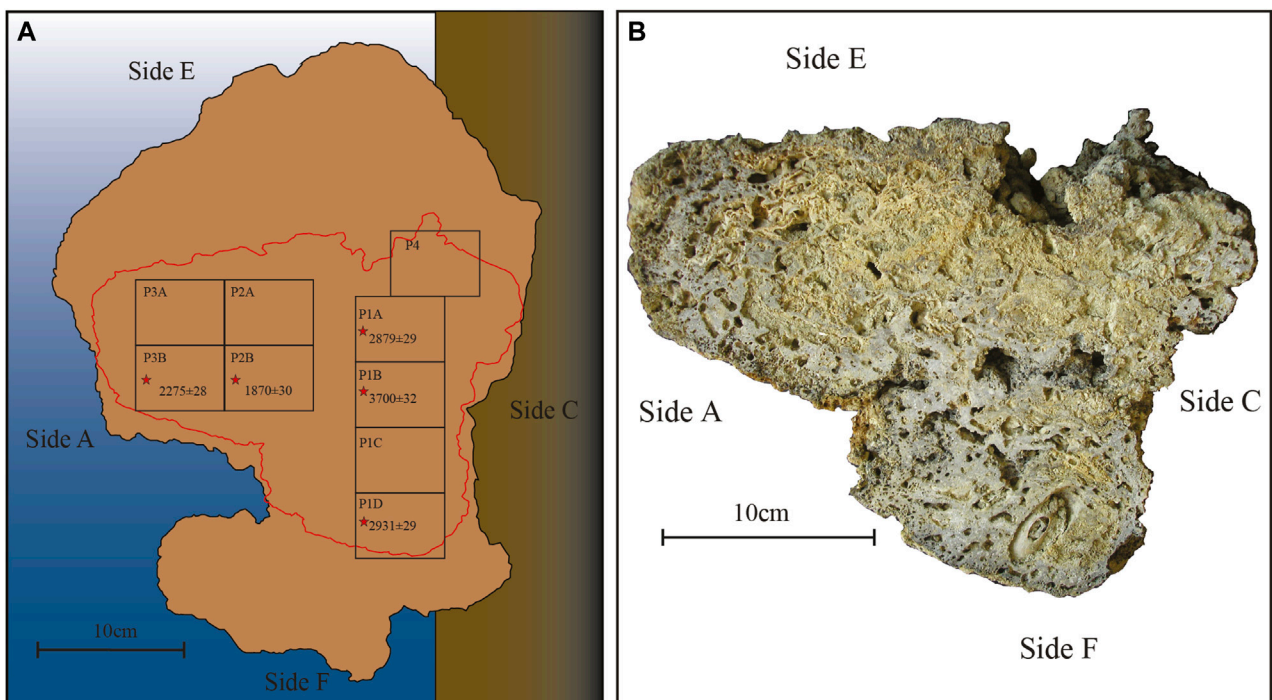 A
Side E
P4
P3A
P2A
P1A
2879±29
P3B
P2B
2275±28
1870±30
P1B
3700±32
Side C
Side A
P1C
P1D
2931±29
10cm
Side F
B
Side E
Side A
Side C
10cm
Side F